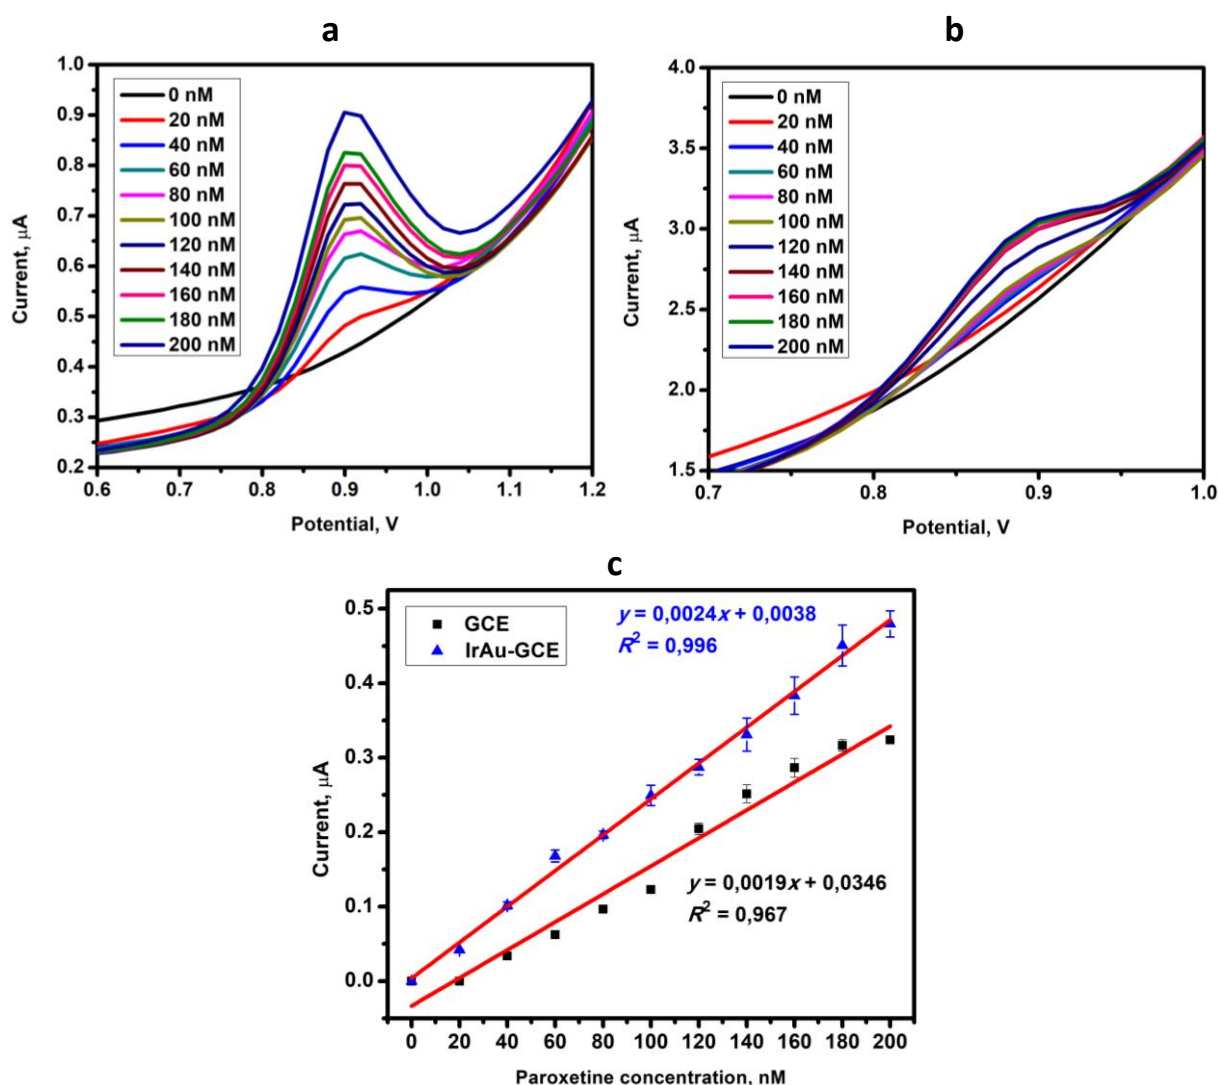 a
1.0
0.9
0.8
0.7
0.6
0.5
0.4
0.3
0.2
Current, μA
0 nM
20 nM
40 nM
60 nM
80 nM
100 nM
120 nM
140 nM
160 nM
180 nM
200 nM
0.6 0.7 0.8 0.9 1.0 1.1 1.2
Potential, V
b
4.0
3.5
3.0
2.5
2.0
1.5
Current, μA
0 nM
20 nM
40 nM
60 nM
80 nM
100 nM
120 nM
140 nM
160 nM
180 nM
200 nM
0.7 0.8 0.9 1.0
Potential, V
c
0.5
0.4
0.3
0.2
0.1
0.0
Current, μA
GCE
IrAu-GCE
y = 0,0024x + 0,0038
R² = 0,996
y = 0,0019x + 0,0346
R² = 0,967
0 20 40 60 80 100 120 140 160 180 200
Paroxetine concentration, nM